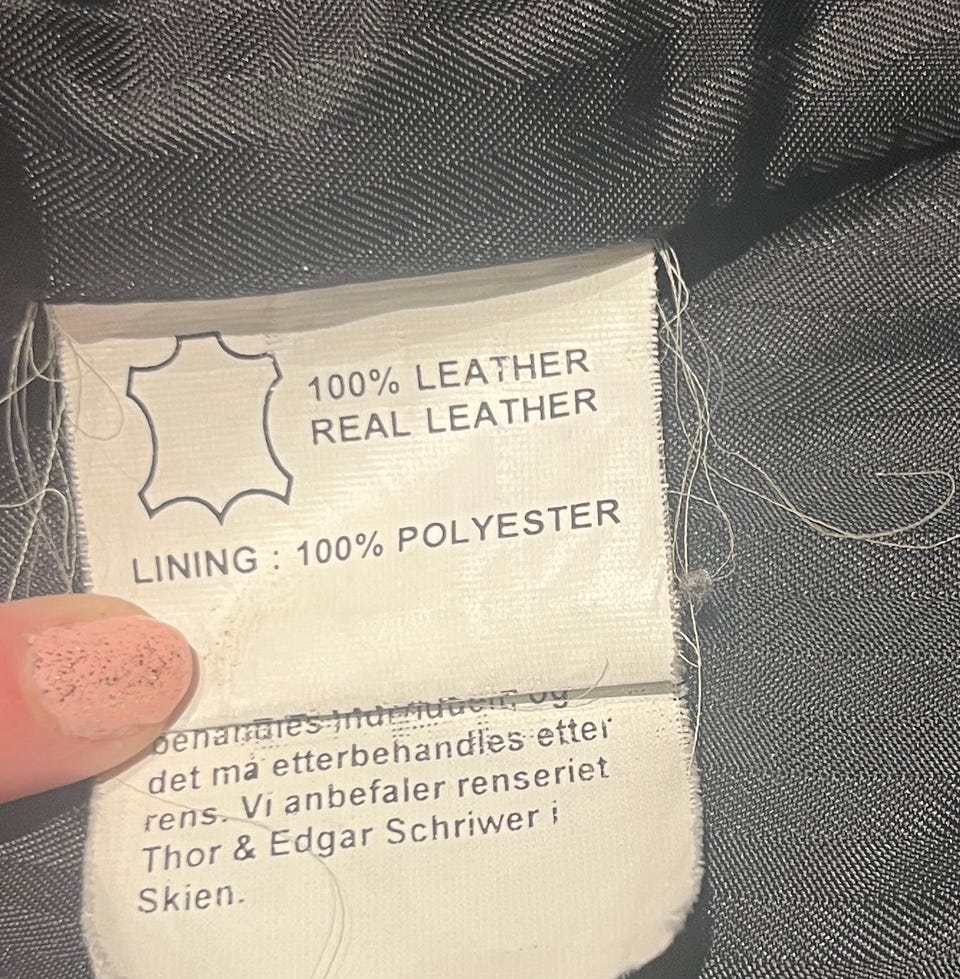 100% LEATHER
REAL LEATHER
LINING : 100% POLYESTER
og
det må etterbehandles etter
rens. Vi anbefaler renseriet
Thor & Edgar Schriwer i
Skien.